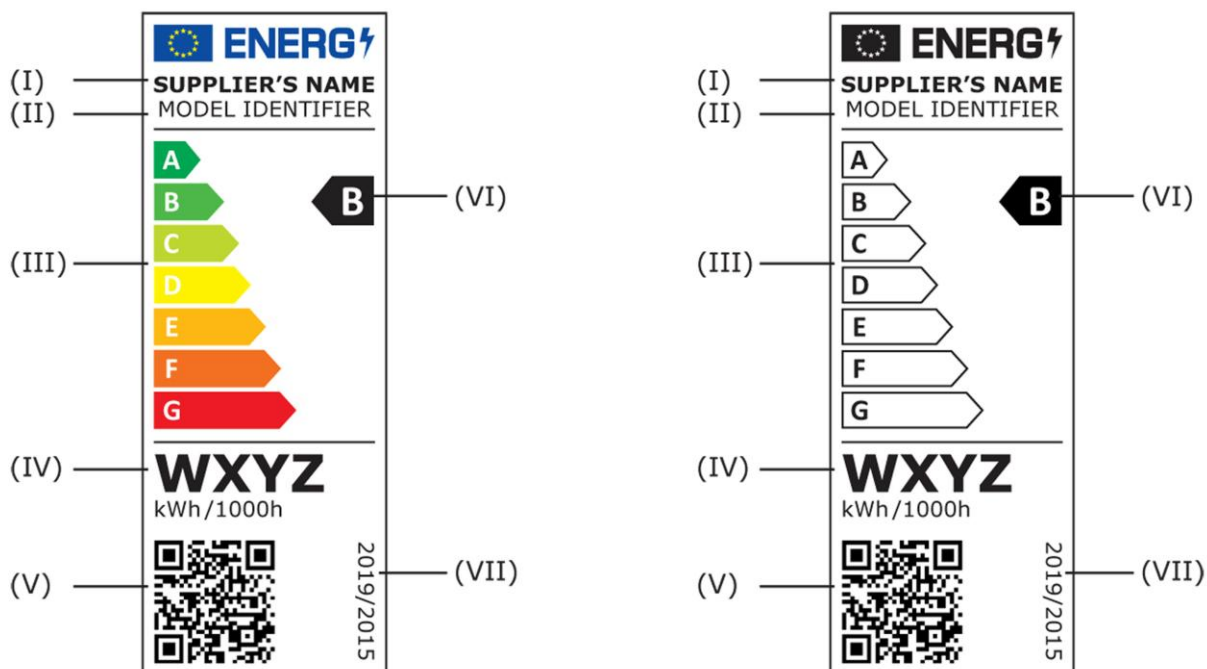 ENERG
(I) SUPPLIER'S NAME
(II) MODEL IDENTIFIER
A
B B (VI)
C
(III)
D
E
F
G
(IV) WXYZ
kWh/1000h
(V) 2019/2015 (VII)
ENERG
(I) SUPPLIER'S NAME
(II) MODEL IDENTIFIER
A
B B (VI)
C
(III)
D
E
F
G
(IV) WXYZ
kWh/1000h
(V) 2019/2015 (VII)